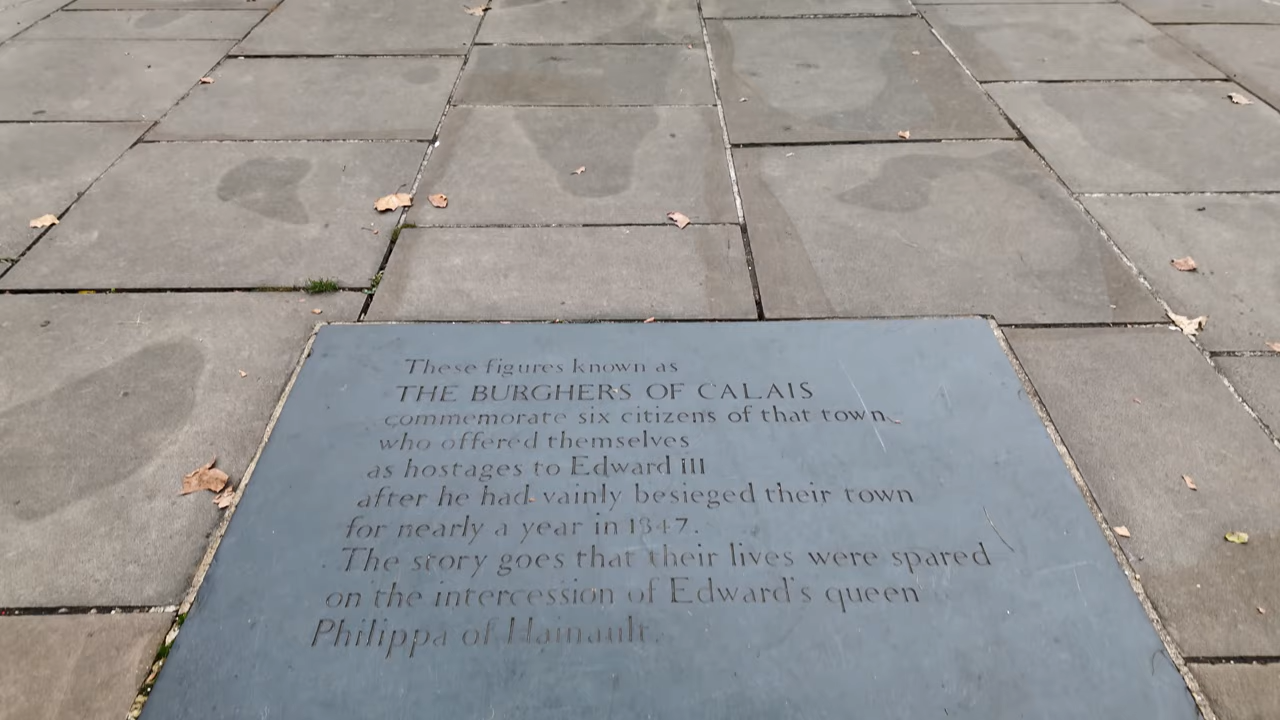 These figures known as
THE BURGHERS OF CALAIS
commemorate six citizens of that town
who offered themselves
as hostages to Edward III
after he had vainly besieged their town
for nearly a year in 1347.
The story goes that their lives were spared
on the intercession of Edward's queen
Philippa of Hainault.